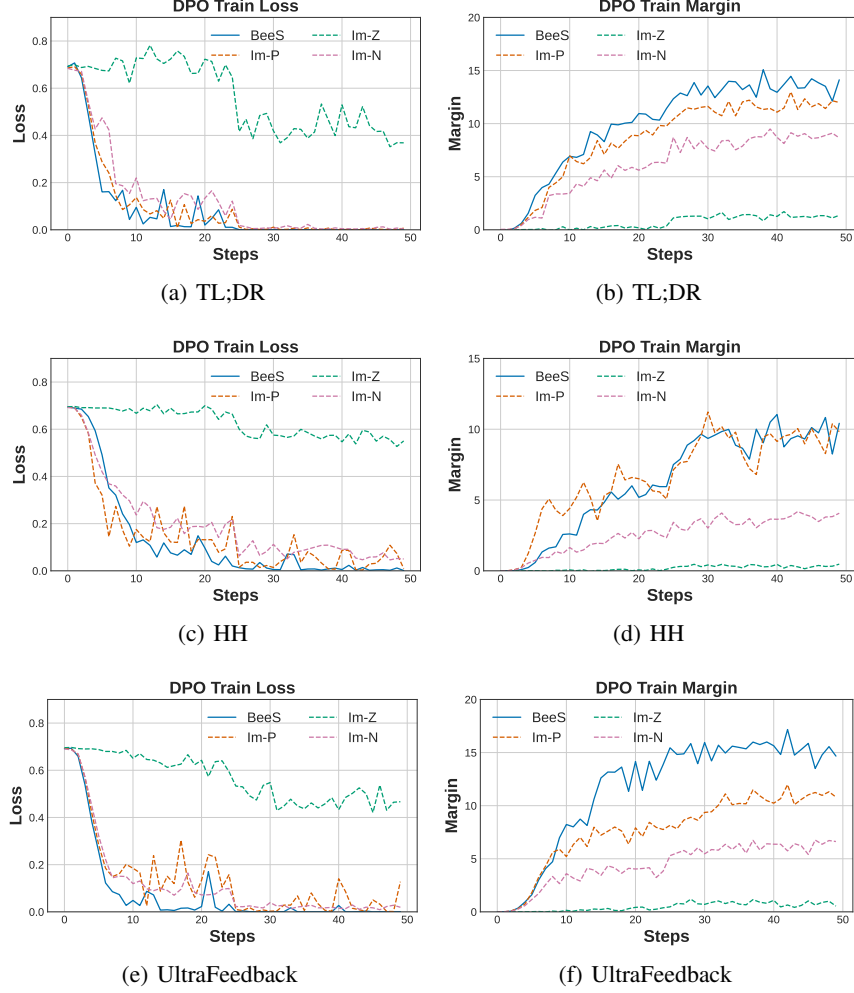 DPO Train Loss
0.8
0.6
0.4
0.2
0.0
Loss
BeeS
Im-P
Im-Z
Im-N
0 10 20 30 40 50
Steps
(a) TL;DR
DPO Train Margin
20
15
10
5
0
Margin
BeeS
Im-P
Im-Z
Im-N
0 10 20 30 40 50
Steps
(b) TL;DR
DPO Train Loss
0.8
0.6
0.4
0.2
0.0
Loss
BeeS
Im-P
Im-Z
Im-N
0 10 20 30 40 50
Steps
(c) HH
DPO Train Margin
15
10
5
0
Margin
BeeS
Im-P
Im-Z
Im-N
0 10 20 30 40 50
Steps
(d) HH
DPO Train Loss
0.8
0.6
0.4
0.2
0.0
Loss
BeeS
Im-P
Im-Z
Im-N
0 10 20 30 40 50
Steps
(e) UltraFeedback
DPO Train Margin
20
15
10
5
0
Margin
BeeS
Im-P
Im-Z
Im-N
0 10 20 30 40 50
Steps
(f) UltraFeedback